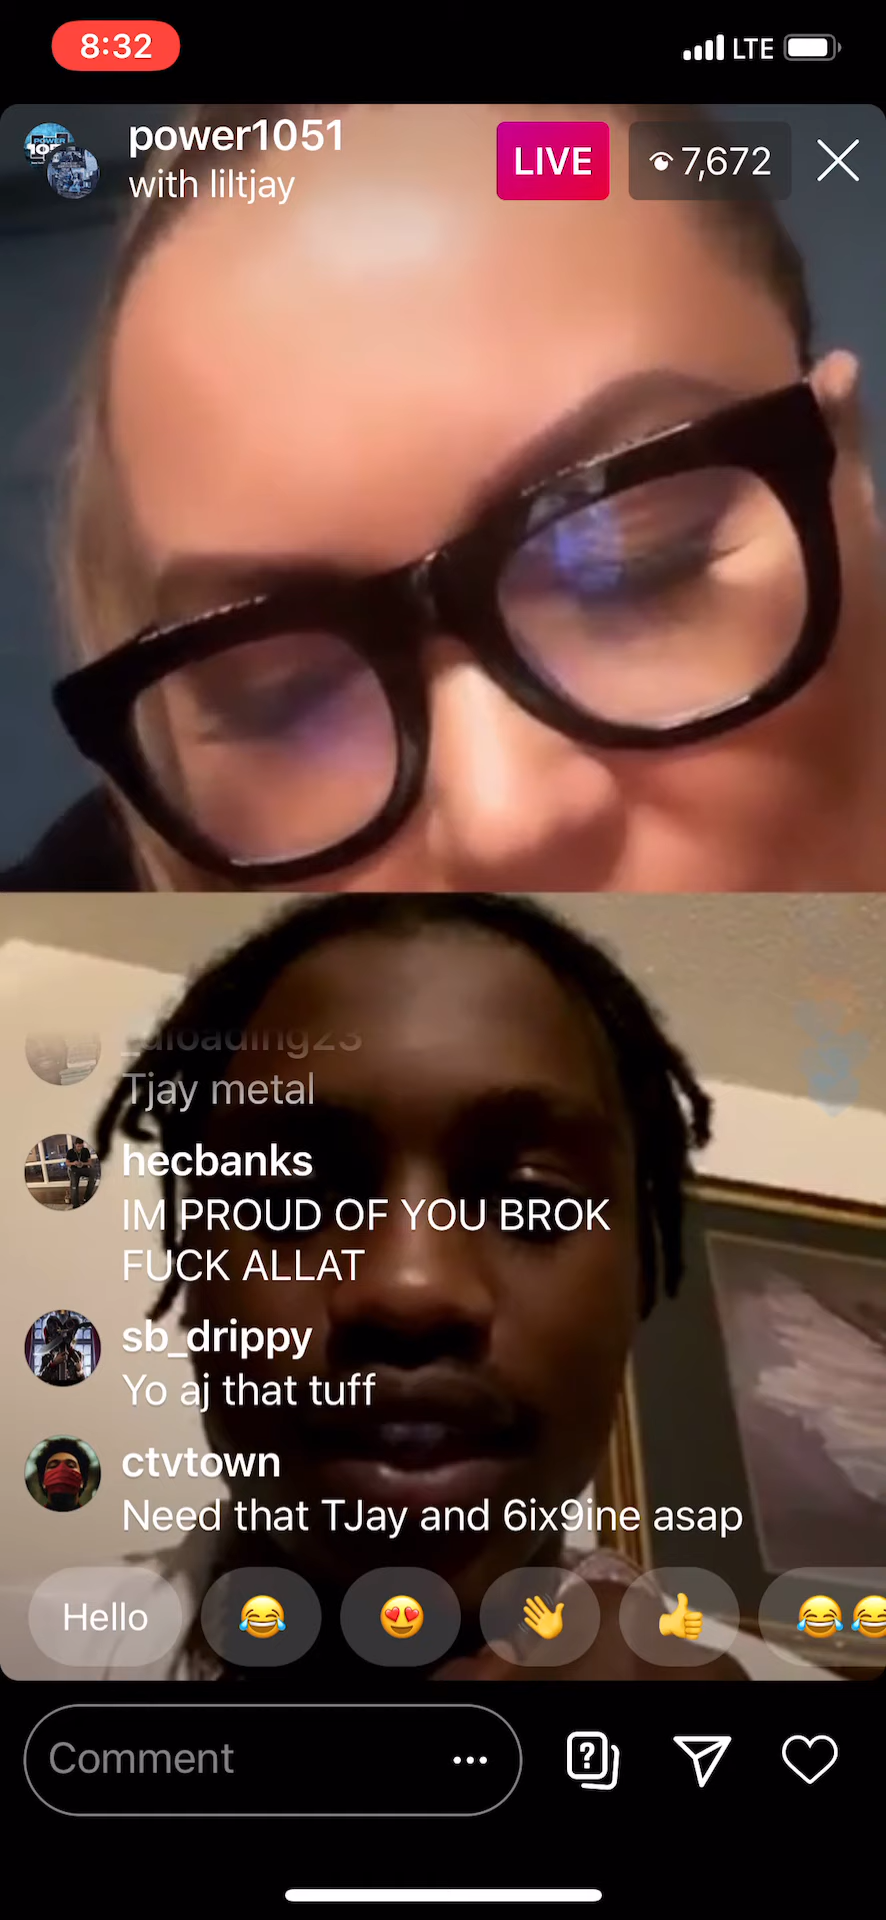 8:32
LTE
power1051
with liltjay
LIVE
7,672
Tjay metal
hecbanks
IM PROUD OF YOU BROK
FUCK ALLAT
sb_drippy
Yo aj that tuff
ctvtown
Need that TJay and 6ix9ine asap
Hello
Comment